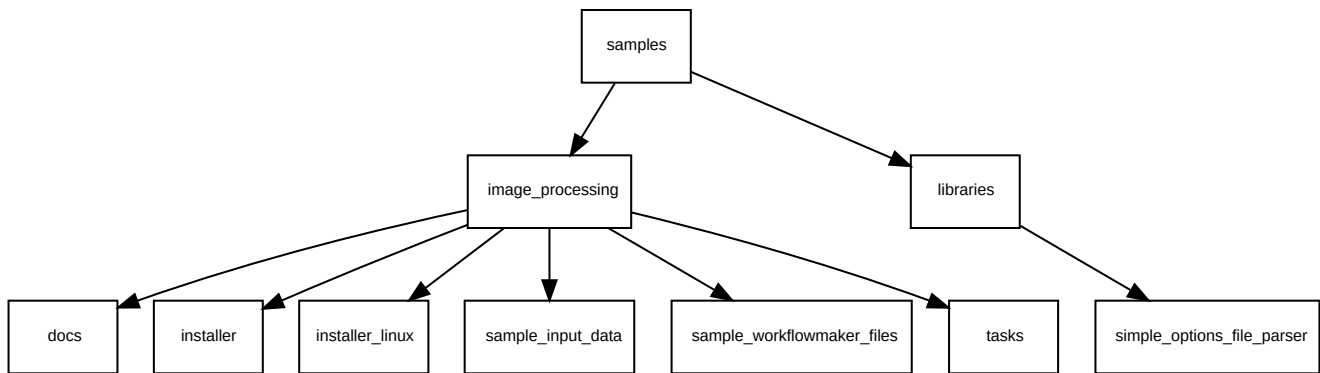 samples
image_processing
libraries
docs
installer
installer_linux
sample_input_data
sample_workflowmaker_files
tasks
simple_options_file_parser